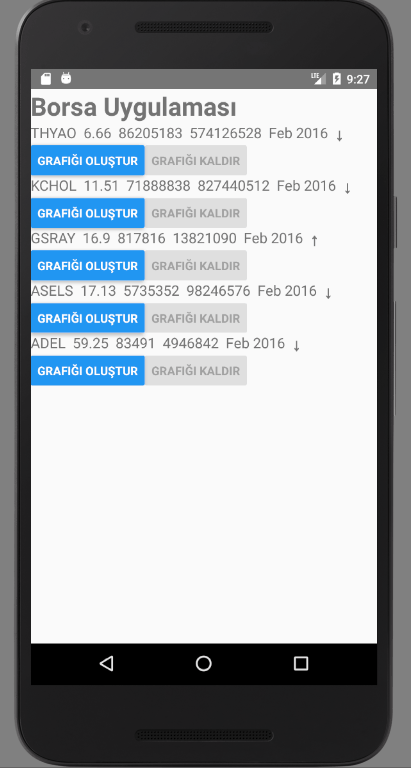 LTE 9:27
Borsa Uygulaması
THYAO 6.66 86205183 574126528 Feb 2016 ↓
GRAFIĞI OLUŞTUR GRAFIĞI KALDIR
KCHOL 11.51 71888838 827440512 Feb 2016 ↓
GRAFIĞI OLUŞTUR GRAFIĞI KALDIR
GSRAY 16.9 817816 13821090 Feb 2016 ↑
GRAFIĞI OLUŞTUR GRAFIĞI KALDIR
ASELS 17.13 5735352 98246576 Feb 2016 ↓
GRAFIĞI OLUŞTUR GRAFIĞI KALDIR
ADEL 59.25 83491 4946842 Feb 2016 ↓
GRAFIĞI OLUŞTUR GRAFIĞI KALDIR